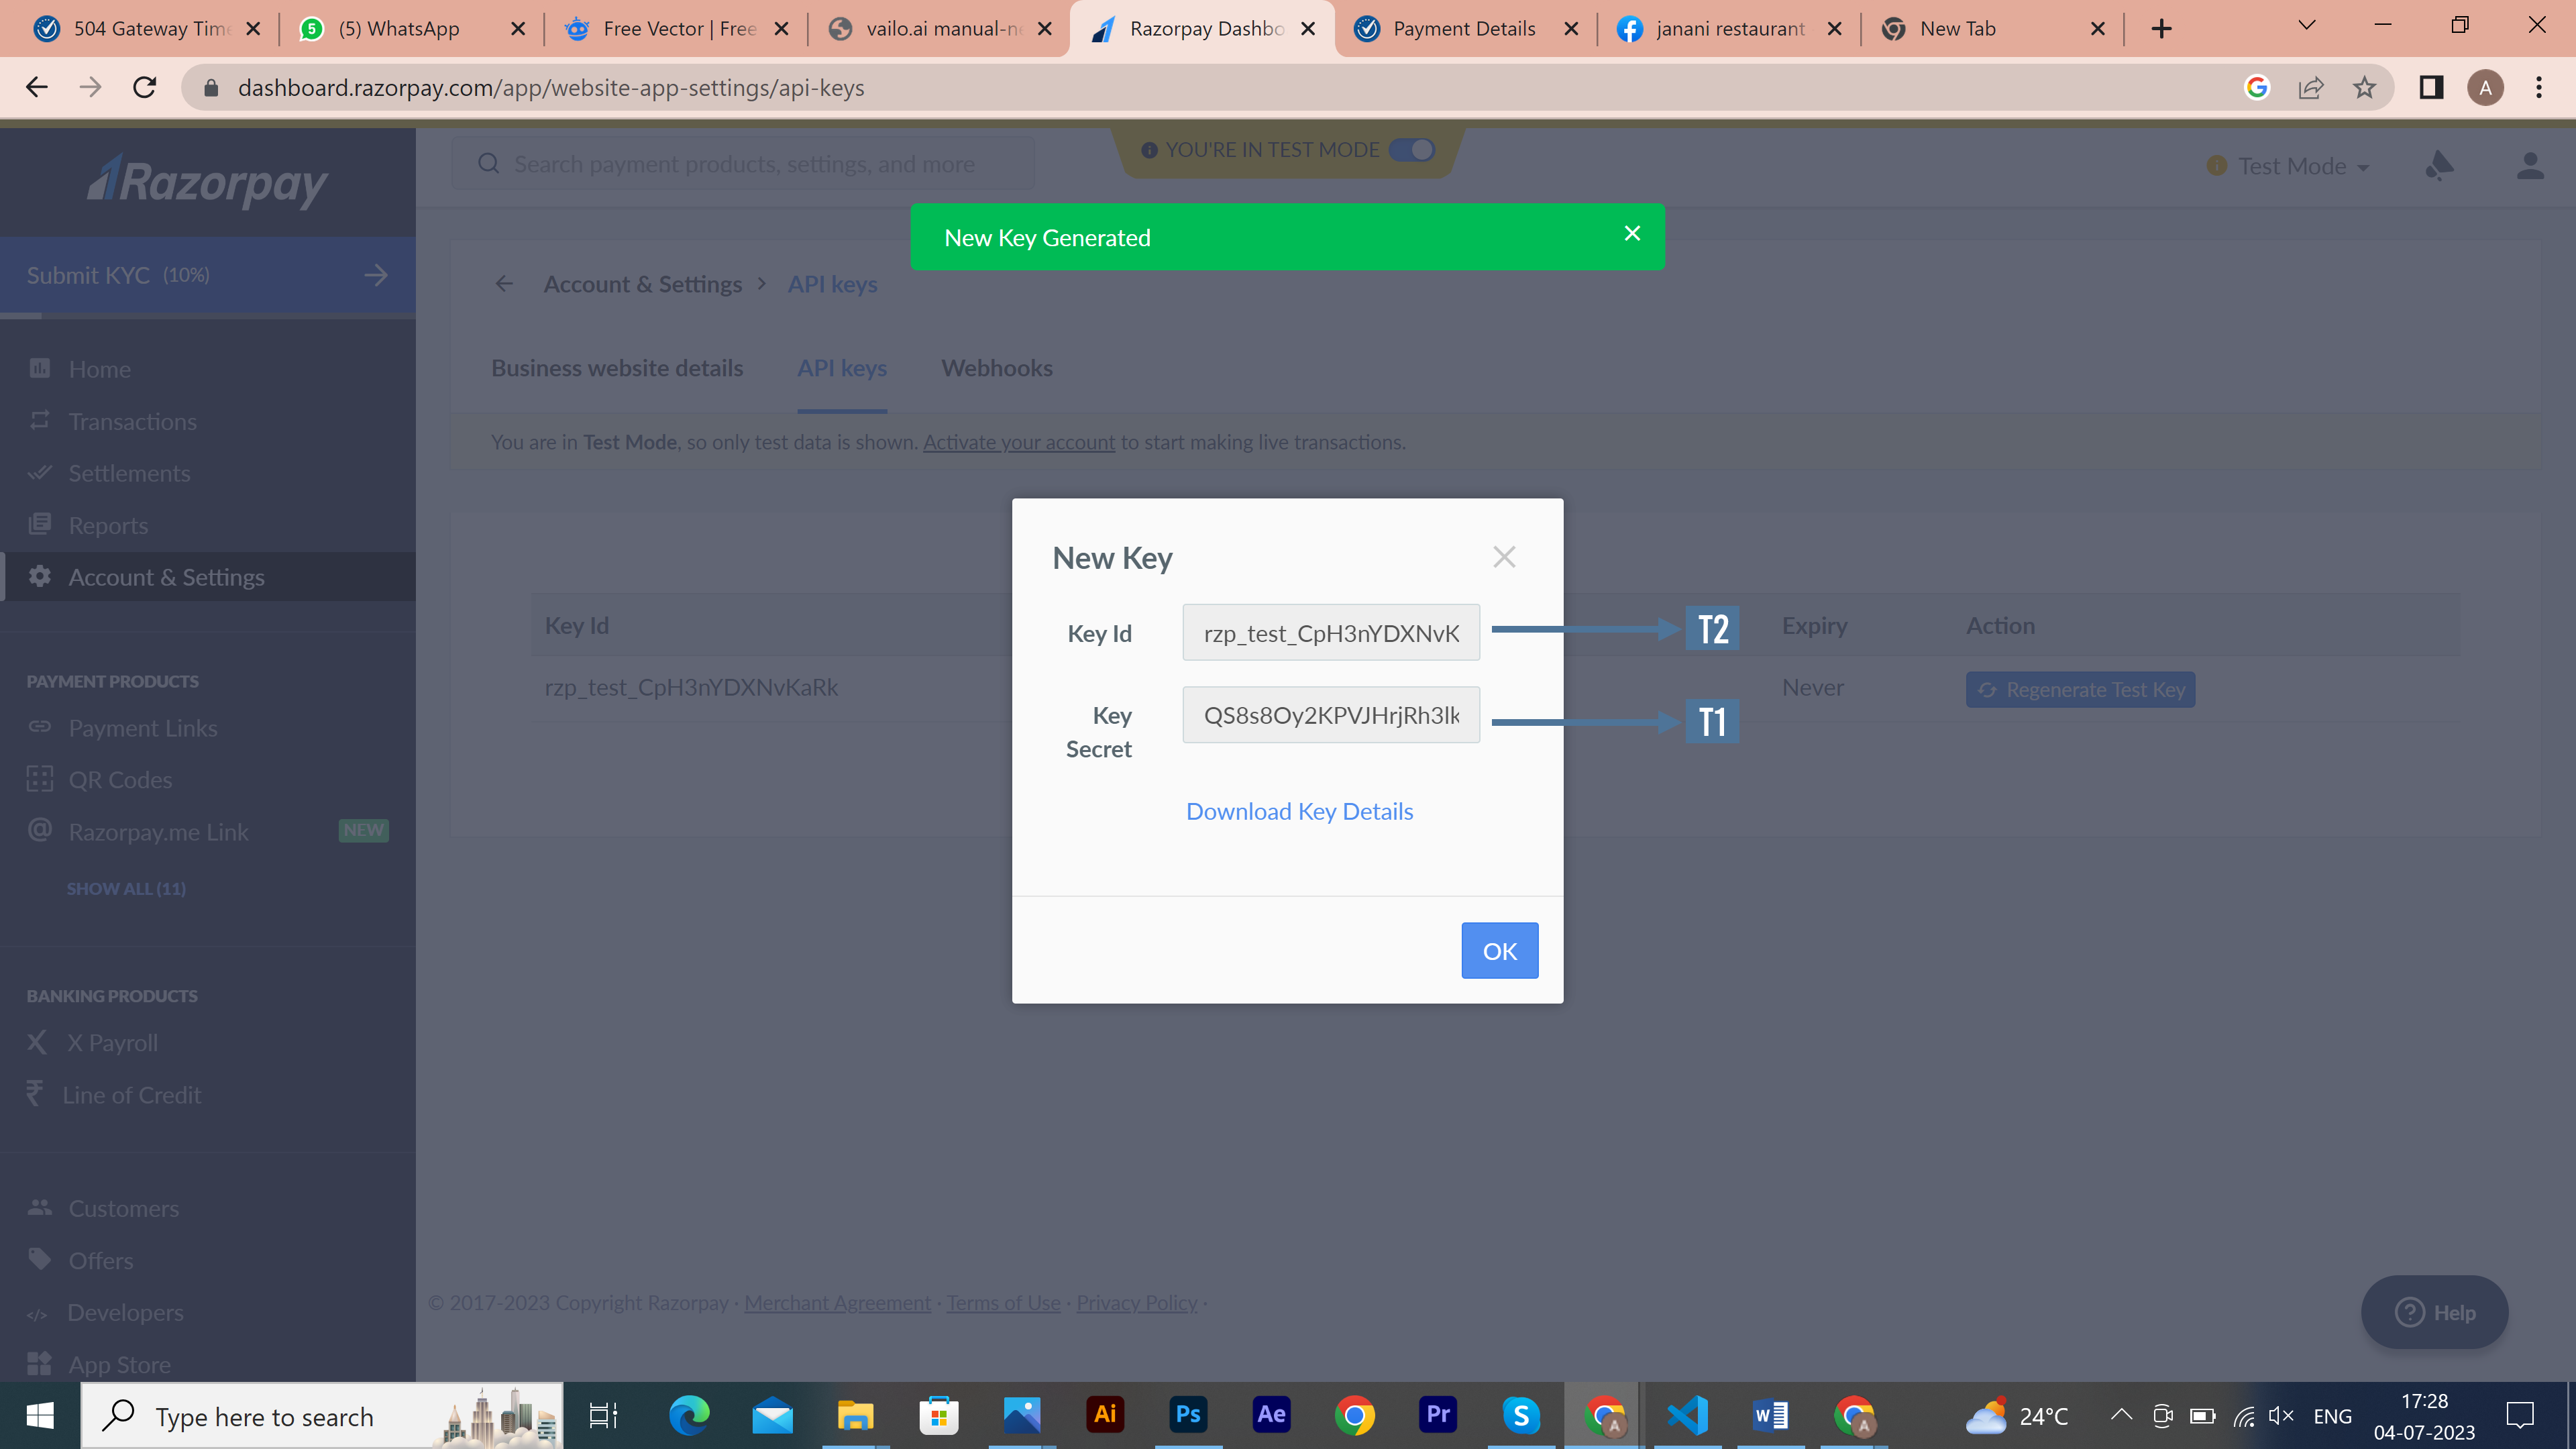 504 Gateway Time
(5) WhatsApp
Free Vector | Free
vailo.ai manual-ne
Razorpay Dashbo
Payment Details
janani restaurant
New Tab
dashboard.razorpay.com/app/website-app-settings/api-keys
A
Razorpay
Search payment products, settings, and more
YOU'RE IN TEST MODE
Test Mode
New Key Generated
Submit KYC (10%)
Account & Settings > API keys
Home
Business website details API keys Webhooks
Transactions
You are in Test Mode, so only test data is shown. Activate your account to start making live transactions.
Settlements
Reports
Account & Settings
New Key
Key Id
Expiry
Action
Key Id
rzp_test_CpH3nYDXNvK
T2
rzp_test_CpH3nYDXNvKaRk
Never
Regenerate Test Key
Key
Secret
QS8s8Oy2KPVJHrjRh3lk
T1
Download Key Details
OK
PAYMENT PRODUCTS
Payment Links
QR Codes
Razorpay.me Link NEW
SHOW ALL (11)
BANKING PRODUCTS
X Payroll
Line of Credit
Customers
Offers
Developers
App Store
© 2017-2023 Copyright Razorpay · Merchant Agreement · Terms of Use · Privacy Policy ·
Help
Type here to search
Ai
Ps
Ae
Pr
24°C
ENG
17:28
04-07-2023